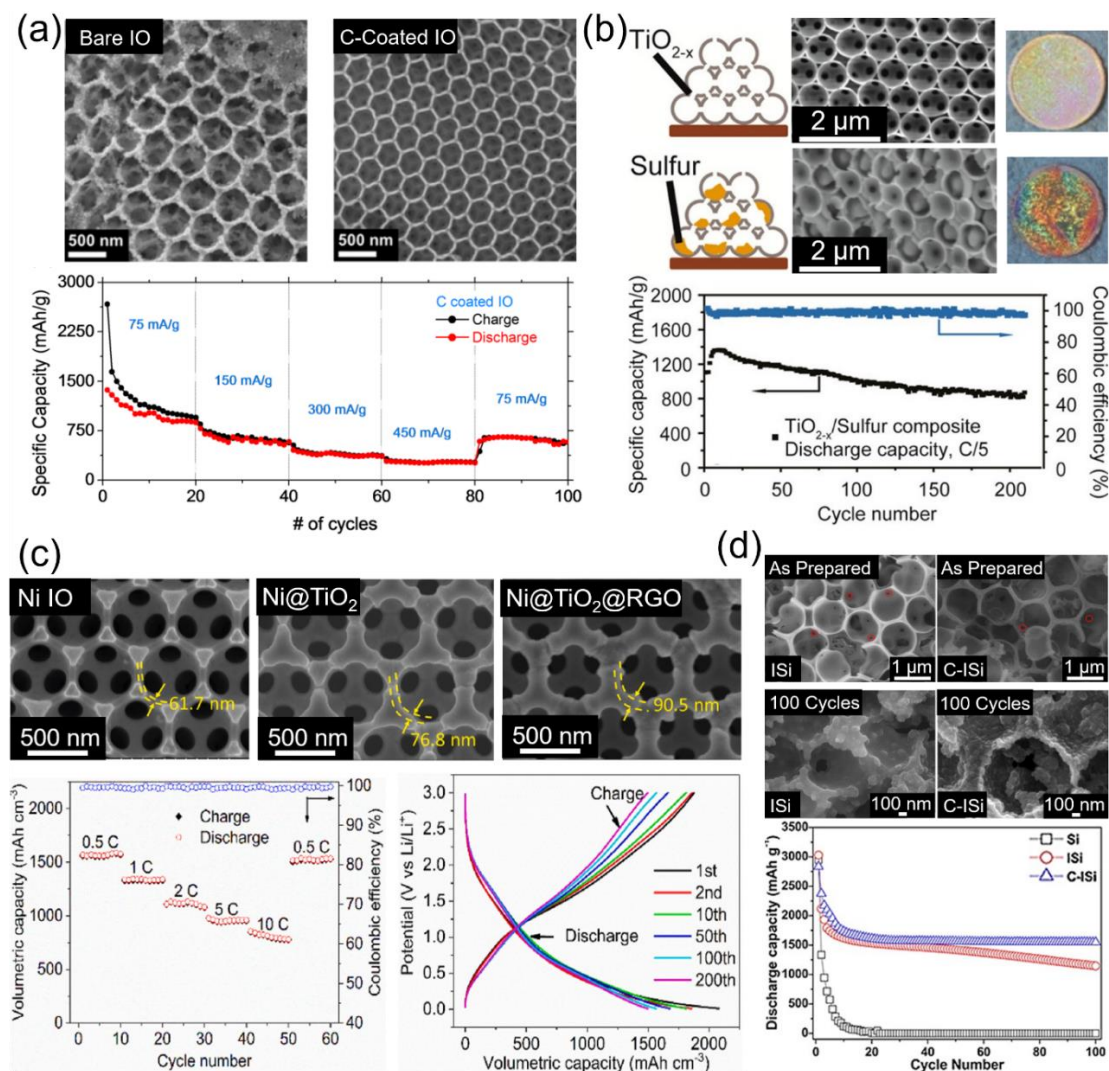 (a)
Bare IO
C-Coated IO
500 nm
500 nm
Specific Capacity (mAh/g)
3000
2250
1500
750
0
75 mA/g
150 mA/g
300 mA/g
450 mA/g
75 mA/g
C coated IO
Charge
Discharge
0 20 40 60 80 100
# of cycles
(b)
TiO2-x
2 μm
Sulfur
2 μm
Specific capacity (mAh/g)
2000
1600
1200
800
400
0
Coulombic efficiency (%)
120
100
80
60
40
20
0
TiO2-x/Sulfur composite
Discharge capacity, C/5
0 50 100 150 200
Cycle number
(c)
Ni IO
Ni@TiO2
Ni@TiO2@RGO
61.7 nm
76.8 nm
90.5 nm
500 nm
500 nm
500 nm
Volumetric capacity (mAh cm-3)
2000
1500
1000
500
0
Coulombic efficiency (%)
100
90
80
70
60
50
40
Charge
Discharge
0.5 C
1 C
2 C
5 C
10 C
0.5 C
0 10 20 30 40 50 60
Cycle number
Potential (V vs Li/Li+)
3.0
2.5
2.0
1.5
1.0
0.5
0.0
Charge
Discharge
1st
2nd
10th
50th
100th
200th
0 500 1000 1500 2000
Volumetric capacity (mAh cm-3)
(d)
As Prepared
As Prepared
ISi
1 μm
C-ISi
1 μm
100 Cycles
100 Cycles
ISi
100 nm
C-ISi
100 nm
Discharge capacity (mAh g-1)
3500
3000
2500
2000
1500
1000
500
0
Si
ISi
C-ISi
0 20 40 60 80 100
Cycle Number